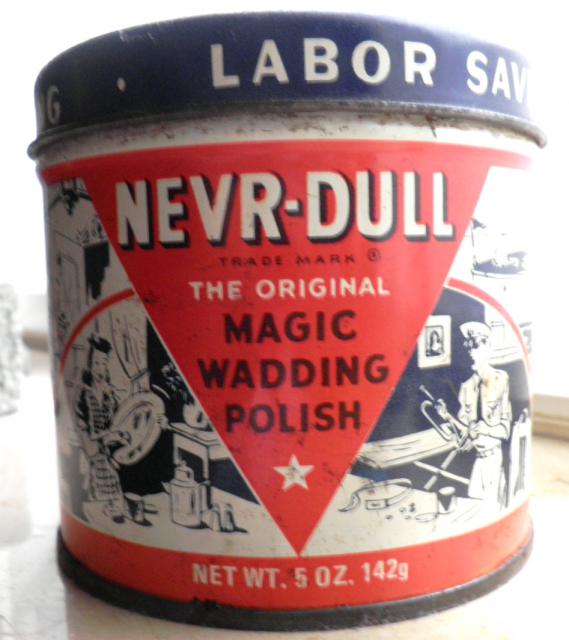 LABOR SAV
NEVR-DULL
TRADE MARK ®
THE ORIGINAL
MAGIC
WADDING
POLISH
NET WT. 5 OZ. 142g